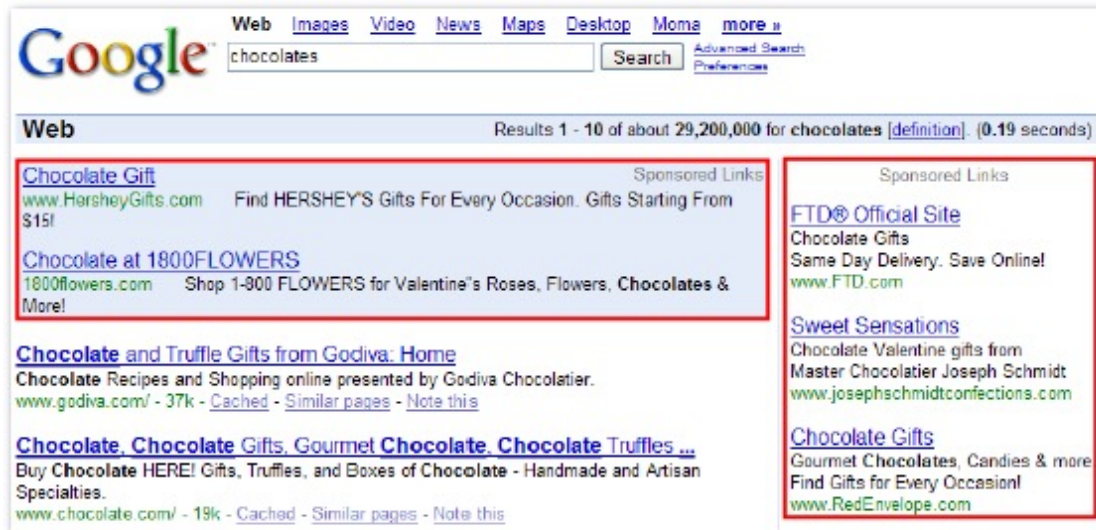 Web Images Video News Maps Desktop Moma more »
Google™
chocolates Search Advanced Search
Preferences
Web Results 1 - 10 of about 29,200,000 for chocolates [definition]. (0.19 seconds)
Chocolate Gift Sponsored Links
www.HersheyGifts.com Find HERSHEY"S Gifts For Every Occasion. Gifts Starting From
$15!
Chocolate at 1800FLOWERS
1800flowers.com Shop 1-800 FLOWERS for Valentine"s Roses, Flowers, Chocolates &
More!
Chocolate and Truffle Gifts from Godiva: Home
Chocolate Recipes and Shopping online presented by Godiva Chocolatier.
www.godiva.com/ - 37k - Cached - Similar pages - Note this
Chocolate, Chocolate Gifts, Gourmet Chocolate, Chocolate Truffles ...
Buy Chocolate HERE! Gifts, Truffles, and Boxes of Chocolate - Handmade and Artisan
Specialties.
www.chocolate.com/ - 19k - Cached - Similar pages - Note this
Sponsored Links
FTD® Official Site
Chocolate Gifts
Same Day Delivery. Save Online!
www.FTD.com
Sweet Sensations
Chocolate Valentine gifts from
Master Chocolatier Joseph Schmidt
www.josephschmidtconfections.com
Chocolate Gifts
Gourmet Chocolates, Candies & more
Find Gifts for Every Occasion!
www.RedEnvelope.com